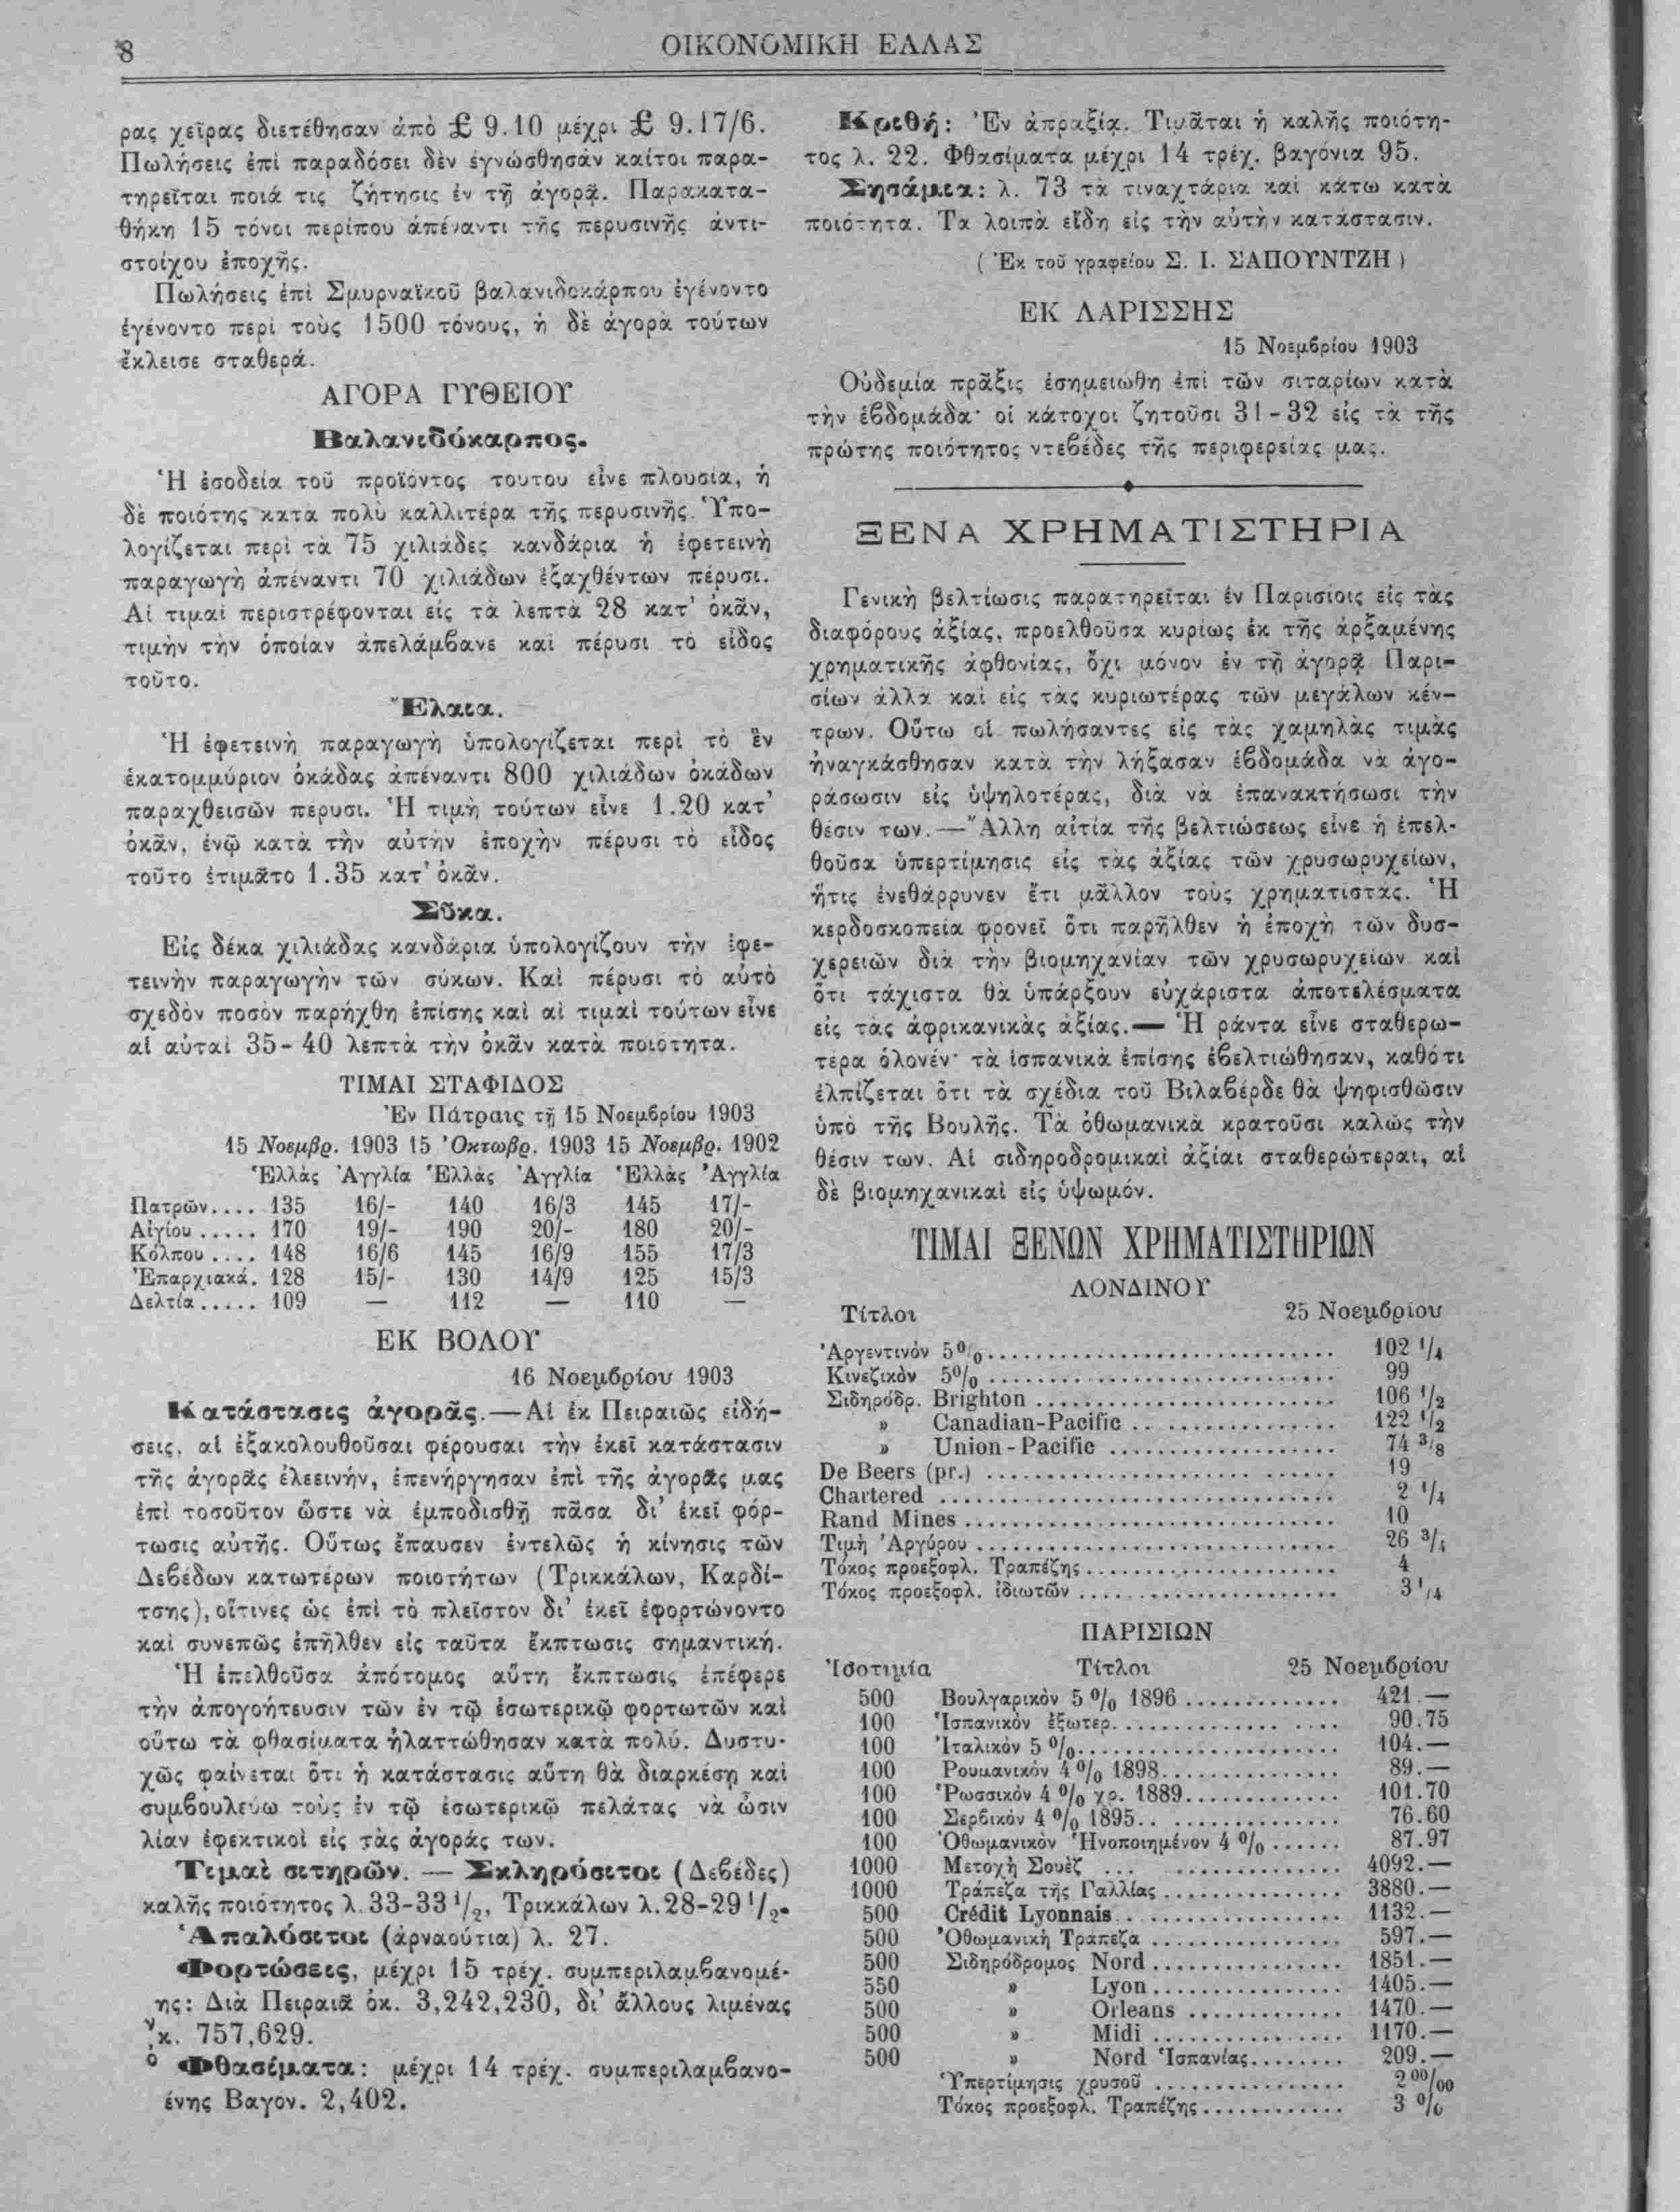 8
ΟΙΚΟΝΟΜΙΚΗ ΕΛΛΑΣ
ρας χεῖρας διετέθησαν ἀπὸ £ 9.10 μέχρι £ 9.17/6.
Πωλήσεις ἐπὶ παραδόσει δὲν ἐγνώσθησαν καίτοι παρα-
τηρεῖται ποιά τις ζήτησις ἐν τῇ ἀγορᾷ. Παρακατα-
θήκη 15 τόνοι περίπου ἀπέναντι τῆς περυσινῆς ἀντι-
στοίχου ἐποχῆς.
Πωλήσεις ἐπὶ Σμυρναϊκοῦ βαλανιδοκάρπου ἐγένοντο
ἐγένοντο περὶ τοὺς 1500 τόνους, ἡ δὲ ἀγορὰ τούτων
ἔκλεισε σταθερά.
ΑΓΟΡΑ ΓΥΘΕΙΟΥ
Βαλανιδόκαρπος.
Ἡ ἐσοδεία τοῦ προϊόντος τουτου εἶνε πλουσία, ἡ
δὲ ποιότης κατὰ πολὺ καλλιτέρα τῆς περυσινῆς. Ὑπο-
λογίζεται περὶ τὰ 75 χιλιάδες κανδάρια ἡ ἐφετεινὴ
παραγωγὴ ἀπέναντι 70 χιλιάδων ἐξαχθέντων πέρυσι.
Αἱ τιμαὶ περιστρέφονται εἰς τὰ λεπτὰ 28 κατ' ὀκᾶν,
τιμὴν τὴν ὁποίαν ἀπελάμβανε καὶ πέρυσι τὸ εἶδος
τοῦτο.
Ἔλαια.
Ἡ ἐφετεινὴ παραγωγὴ ὑπολογίζεται περὶ τὸ ἓν
ἑκατομμύριον ὀκάδας ἀπέναντι 800 χιλιάδων ὀκάδων
παραχθεισῶν περυσι. Ἡ τιμὴ τούτων εἶνε 1.20 κατ'
ὀκᾶν, ἐνῷ κατὰ τὴν αὐτὴν ἐποχὴν πέρυσι τὸ εἶδος
τοῦτο ἐτιμᾶτο 1.35 κατ' ὀκᾶν.
Σῦκα.
Εἰς δέκα χιλιάδας κανδάρια ὑπολογίζουν τὴν ἐφε-
τεινὴν παραγωγὴν τῶν σύκων. Καὶ πέρυσι τὸ αὐτὸ
σχεδὸν ποσὸν παρήχθη ἐπίσης καὶ αἱ τιμαὶ τούτων εἶνε
αἱ αὐταὶ 35-40 λεπτὰ τὴν ὀκᾶν κατὰ ποιότητα.
ΤΙΜΑΙ ΣΤΑΦΙΔΟΣ
Ἐν Πάτραις τῇ 15 Νοεμβρίου 1903
15 Νοεμβρ. 1903 15 Ὀκτωβρ. 1903 15 Νοεμβρ. 1902
Ἑλλὰς Ἀγγλία Ἑλλὰς Ἀγγλία Ἑλλὰς Ἀγγλία
Πατρῶν.... 135 16/- 140 16/3 145 17/-
Αἰγίου..... 170 19/- 190 20/- 180 20/-
Κόλπου.... 148 16/6 145 16/9 155 17/3
Ἐπαρχιακά. 128 15/- 130 14/9 125 15/3
Δελτία..... 109 — 112 — 110 —
ΕΚ ΒΟΛΟΥ
16 Νοεμβρίου 1903
Κατάστασις ἀγορᾶς.—Αἱ ἐκ Πειραιῶς εἰδή-
σεις, αἱ ἐξακολουθοῦσαι φέρουσαι τὴν ἐκεῖ κατάστασιν
τῆς ἀγορᾶς ἐλεεινήν, ἐπενήργησαν ἐπὶ τῆς ἀγορᾶς μας
ἐπὶ τοσοῦτον ὥστε νὰ ἐμποδισθῇ πᾶσα δι' ἐκεῖ φόρ-
τωσις αὐτῆς. Οὕτως ἔπαυσεν ἐντελῶς ἡ κίνησις τῶν
Δεβέδων κατωτέρων ποιοτήτων (Τρικκάλων, Καρδί-
τσης), οἵτινες ὡς ἐπὶ τὸ πλεῖστον δι' ἐκεῖ ἐφορτώνοντο
καὶ συνεπῶς ἐπῆλθεν εἰς ταῦτα ἔκπτωσις σημαντική.
Ἡ ἐπελθοῦσα ἀπότομος αὕτη ἔκπτωσις ἐπέφερε
τὴν ἀπογοήτευσιν τῶν ἐν τῷ ἐσωτερικῷ φορτωτῶν καὶ
οὕτω τὰ φθασίματα ἠλαττώθησαν κατὰ πολύ. Δυστυ-
χῶς φαίνεται ὅτι ἡ κατάστασις αὕτη θὰ διαρκέσῃ καὶ
συμβουλεύω τοὺς ἐν τῷ ἐσωτερικῷ πελάτας νὰ ὦσιν
λίαν ἐφεκτικοὶ εἰς τὰς ἀγοράς των.
Τιμαὶ σιτηρῶν. — Σκληρόσιτοι (Δεβέδες)
καλῆς ποιότητος λ. 33-33 1/2, Τρικκάλων λ. 28-29 1/2.
Ἁπαλόσιτοι (ἀρναούτια) λ. 27.
Φορτώσεις, μέχρι 15 τρέχ. συμπεριλαμβανομέ-
ης: Διὰ Πειραιᾶ ὀκ. 3,242,230, δι' ἄλλους λιμένας
ν κ. 757,629.
ο Φθασίματα: μέχρι 14 τρέχ. συμπεριλαμβανο-
ένης Βαγον. 2,402.
Κριθή: Ἐν ἀπραξίᾳ. Τιμᾶται ἡ καλῆς ποιότη-
τος λ. 22. Φθασίματα μέχρι 14 τρέχ. βαγόνια 95.
Σησάμια: λ. 73 τὰ τιναχτάρια καὶ κάτω κατὰ
ποιότητα. Τα λοιπὰ εἴδη εἰς τὴν αὐτὴν κατάστασιν.
(Ἐκ τοῦ γραφείου Σ. Ι. ΣΑΠΟΥΝΤΖΗ)
ΕΚ ΛΑΡΙΣΣΗΣ
15 Νοεμβρίου 1903
Οὐδεμία πρᾶξις ἐσημειωθη ἐπὶ τῶν σιταρίων κατὰ
τὴν ἑβδομάδα· οἱ κάτοχοι ζητοῦσι 31-32 εἰς τὰ τῆς
πρώτης ποιότητος ντεβέδες τῆς περιφερείας μας.
ΞΕΝΑ ΧΡΗΜΑΤΙΣΤΗΡΙΑ
Γενικὴ βελτίωσις παρατηρεῖται ἐν Παρισίοις εἰς τὰς
διαφόρους ἀξίας, προελθοῦσα κυρίως ἐκ τῆς ἀρξαμένης
χρηματικῆς ἀφθονίας, ὄχι μόνον ἐν τῇ ἀγορᾷ Παρι-
σίων ἀλλὰ καὶ εἰς τὰς κυριωτέρας τῶν μεγάλων κέν-
τρων. Οὕτω οἱ πωλήσαντες εἰς τὰς χαμηλὰς τιμὰς
ἠναγκάσθησαν κατὰ τὴν λήξασαν ἑβδομάδα νὰ ἀγο-
ράσωσιν εἰς ὑψηλοτέρας, διὰ νὰ ἐπανακτήσωσι τὴν
θέσιν των.—Ἄλλη αἰτία τῆς βελτιώσεως εἶνε ἡ ἐπελ-
θοῦσα ὑπερτίμησις εἰς τὰς ἀξίας τῶν χρυσωρυχείων,
ἥτις ἐνεθάρρυνεν ἔτι μᾶλλον τοὺς χρηματιστάς. Ἡ
κερδοσκοπεία φρονεῖ ὅτι παρῆλθεν ἡ ἐποχὴ τῶν δυσ-
χερειῶν διὰ τὴν βιομηχανίαν τῶν χρυσωρυχείων καὶ
ὅτι τάχιστα θὰ ὑπάρξουν εὐχάριστα ἀποτελέσματα
εἰς τὰς ἀφρικανικὰς ἀξίας.— Ἡ ράντα εἶνε σταθερω-
τέρα ὁλονέν· τὰ ἱσπανικὰ ἐπίσης ἐβελτιώθησαν, καθότι
ἐλπίζεται ὅτι τὰ σχέδια τοῦ Βιλαβέρδε θὰ ψηφισθῶσιν
ὑπὸ τῆς Βουλῆς. Τὰ ὀθωμανικὰ κρατοῦσι καλῶς τὴν
θέσιν των. Αἱ σιδηροδρομικαὶ ἀξίαι σταθερώτεραι, αἱ
δὲ βιομηχανικαὶ εἰς ὑψωμόν.
ΤΙΜΑΙ ΞΕΝΩΝ ΧΡΗΜΑΤΙΣΤΗΡΙΩΝ
ΛΟΝΔΙΝΟΥ
Τίτλοι 25 Νοεμβρίου
Ἀργεντινὸν 5%.... 102 1/4
Κινεζικὸν 5%.... 99
Σιδηρόδρ. Brighton.... 106 1/2
» Canadian-Pacific.... 122 1/2
» Union-Pacific.... 74 3/8
De Beers (pr.).... 19
Chartered.... 2 1/4
Rand Mines.... 10
Τιμὴ Ἀργύρου.... 26 3/4
Τόκος προεξοφλ. Τραπέζης.... 4
Τόκος προεξοφλ. ἰδιωτῶν.... 3 1/4
ΠΑΡΙΣΙΩΝ
Ἰσοτιμία Τίτλοι 25 Νοεμβρίου
500 Βουλγαρικὸν 5% 1896.... 421.—
100 Ἱσπανικὸν ἐξωτερ.... 90.75
100 Ἰταλικὸν 5%.... 104.—
100 Ρουμανικὸν 4% 1898.... 89.—
100 Ῥωσσικὸν 4% χρ. 1889.... 101.70
100 Σερβικὸν 4% 1895.... 76.60
100 Ὀθωμανικὸν Ἡνοποιημένον 4%.... 87.97
1000 Μετοχὴ Σουὲζ.... 4092.—
1000 Τράπεζα τῆς Γαλλίας.... 3880.—
500 Crédit Lyonnais.... 1132.—
500 Ὀθωμανικὴ Τράπεζα.... 597.—
500 Σιδηρόδρομος Nord.... 1851.—
550 » Lyon.... 1405.—
500 » Orleans.... 1470.—
500 » Midi.... 1170.—
500 » Nord Ἱσπανίας.... 209.—
Ὑπερτίμησις χρυσοῦ.... 2 00/00
Τόκος προεξοφλ. Τραπέζης.... 3 %